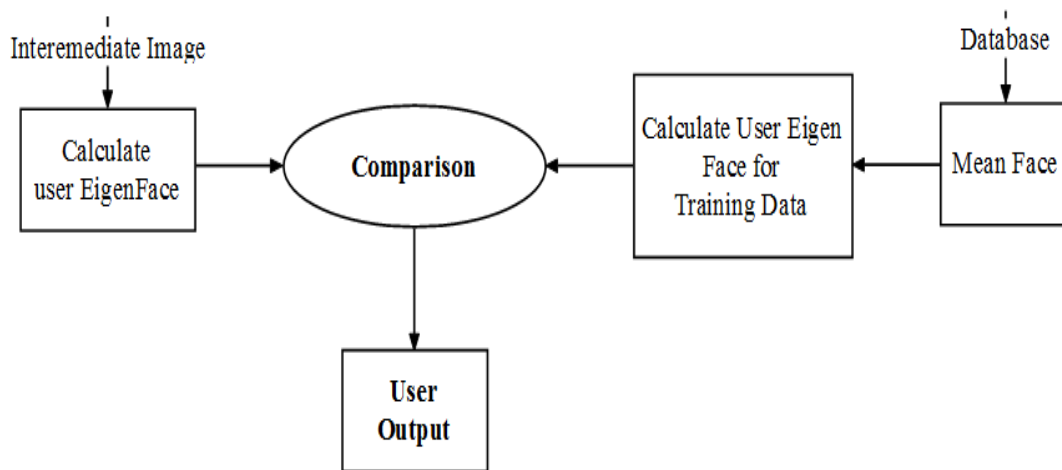 Interemediate Image
Calculate
user EigenFace
Comparison
Calculate User Eigen
Face for
Training Data
Database
Mean Face
User
Output